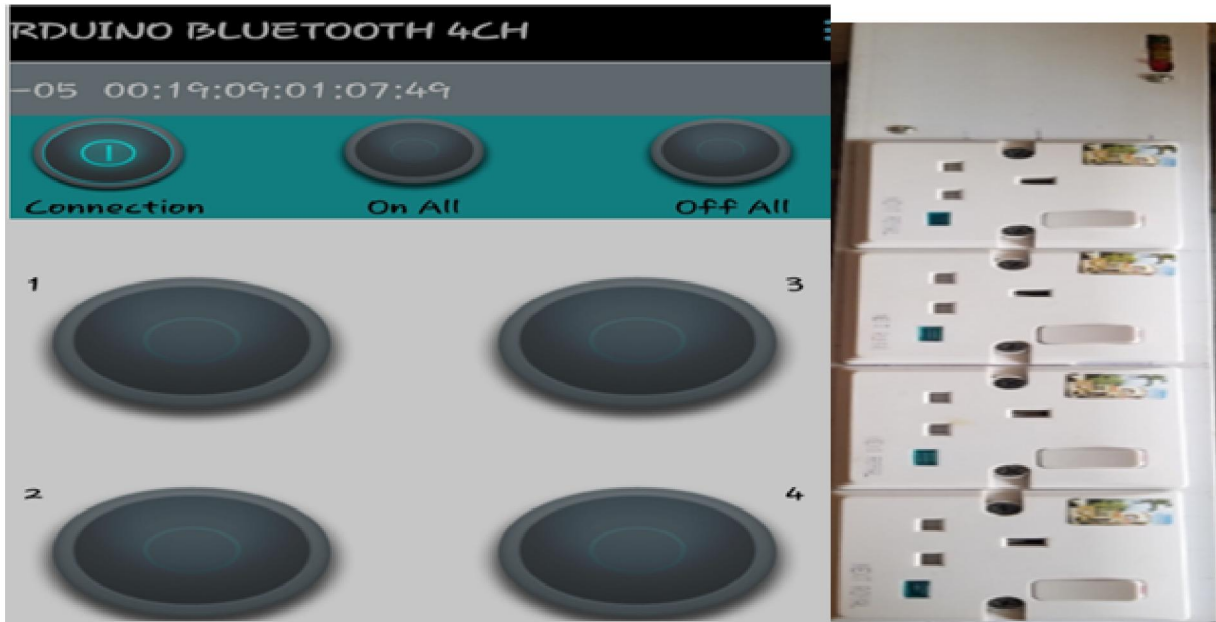 RDUINO BLUETOOTH 4CH
-05 00:19:09:01:07:49
Connection On All Off All
1 3
2 4